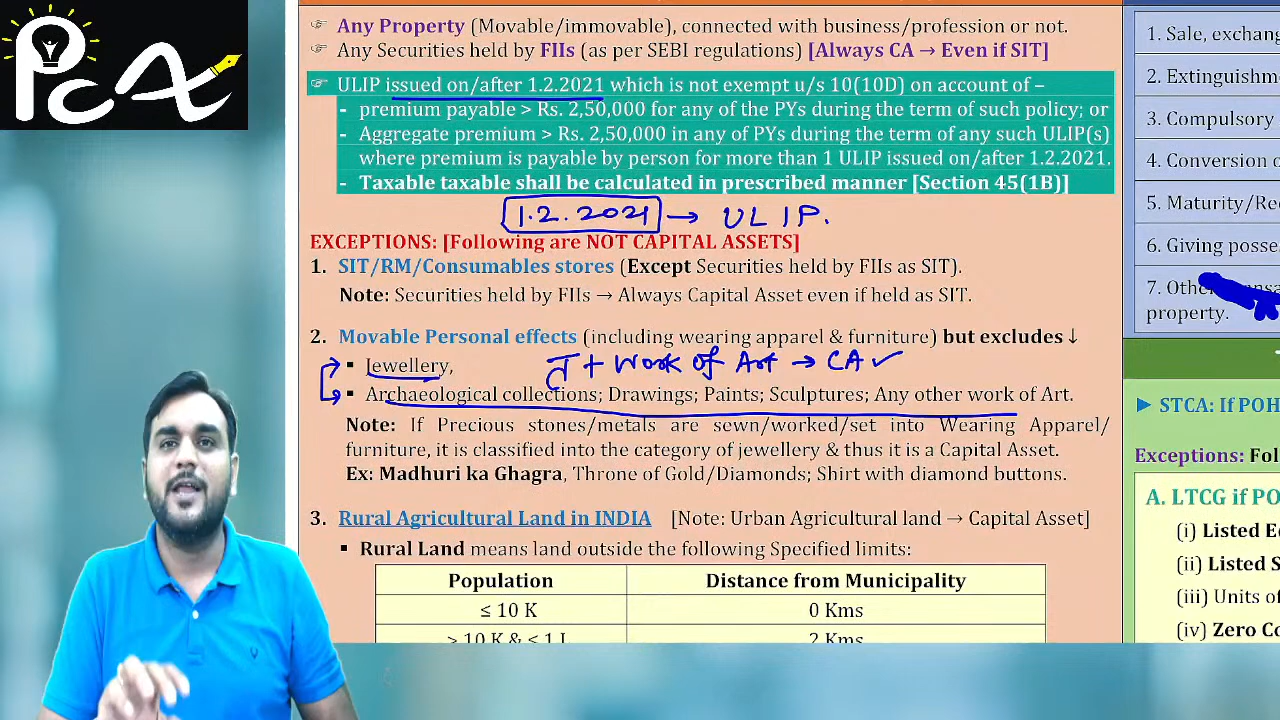 PCA
☞ Any Property (Movable/immovable), connected with business/profession or not.
☞ Any Securities held by FIIs (as per SEBI regulations) [Always CA → Even if SIT]
☞ ULIP issued on/after 1.2.2021 which is not exempt u/s 10(10D) on account of –
- premium payable > Rs. 2,50,000 for any of the PYs during the term of such policy; or
- Aggregate premium > Rs. 2,50,000 in any of PYs during the term of any such ULIP(s)
where premium is payable by person for more than 1 ULIP issued on/after 1.2.2021.
- Taxable taxable shall be calculated in prescribed manner [Section 45(1B)]
1.2.2021 → ULIP.
EXCEPTIONS: [Following are NOT CAPITAL ASSETS]
1. SIT/RM/Consumables stores (Except Securities held by FIIs as SIT).
Note: Securities held by FIIs → Always Capital Asset even if held as SIT.
2. Movable Personal effects (including wearing apparel & furniture) but excludes ↓
▪ Jewellery,
J + Work of Art → CA ✓
▪ Archaeological collections; Drawings; Paints; Sculptures; Any other work of Art.
Note: If Precious stones/metals are sewn/worked/set into Wearing Apparel/
furniture, it is classified into the category of jewellery & thus it is a Capital Asset.
Ex: Madhuri ka Ghagra, Throne of Gold/Diamonds; Shirt with diamond buttons.
3. Rural Agricultural Land in INDIA [Note: Urban Agricultural land → Capital Asset]
▪ Rural Land means land outside the following Specified limits:
Population Distance from Municipality
≤ 10 K 0 Kms
> 10 K & ≤ 1 L 2 Kms
1. Sale, exchang
2. Extinguishm
3. Compulsory
4. Conversion o
5. Maturity/Re
6. Giving posse
7. Othe
property.
► STCA: If POH
Exceptions: Fol
A. LTCG if PO
(i) Listed E
(ii) Listed S
(iii) Units of
(iv) Zero Co